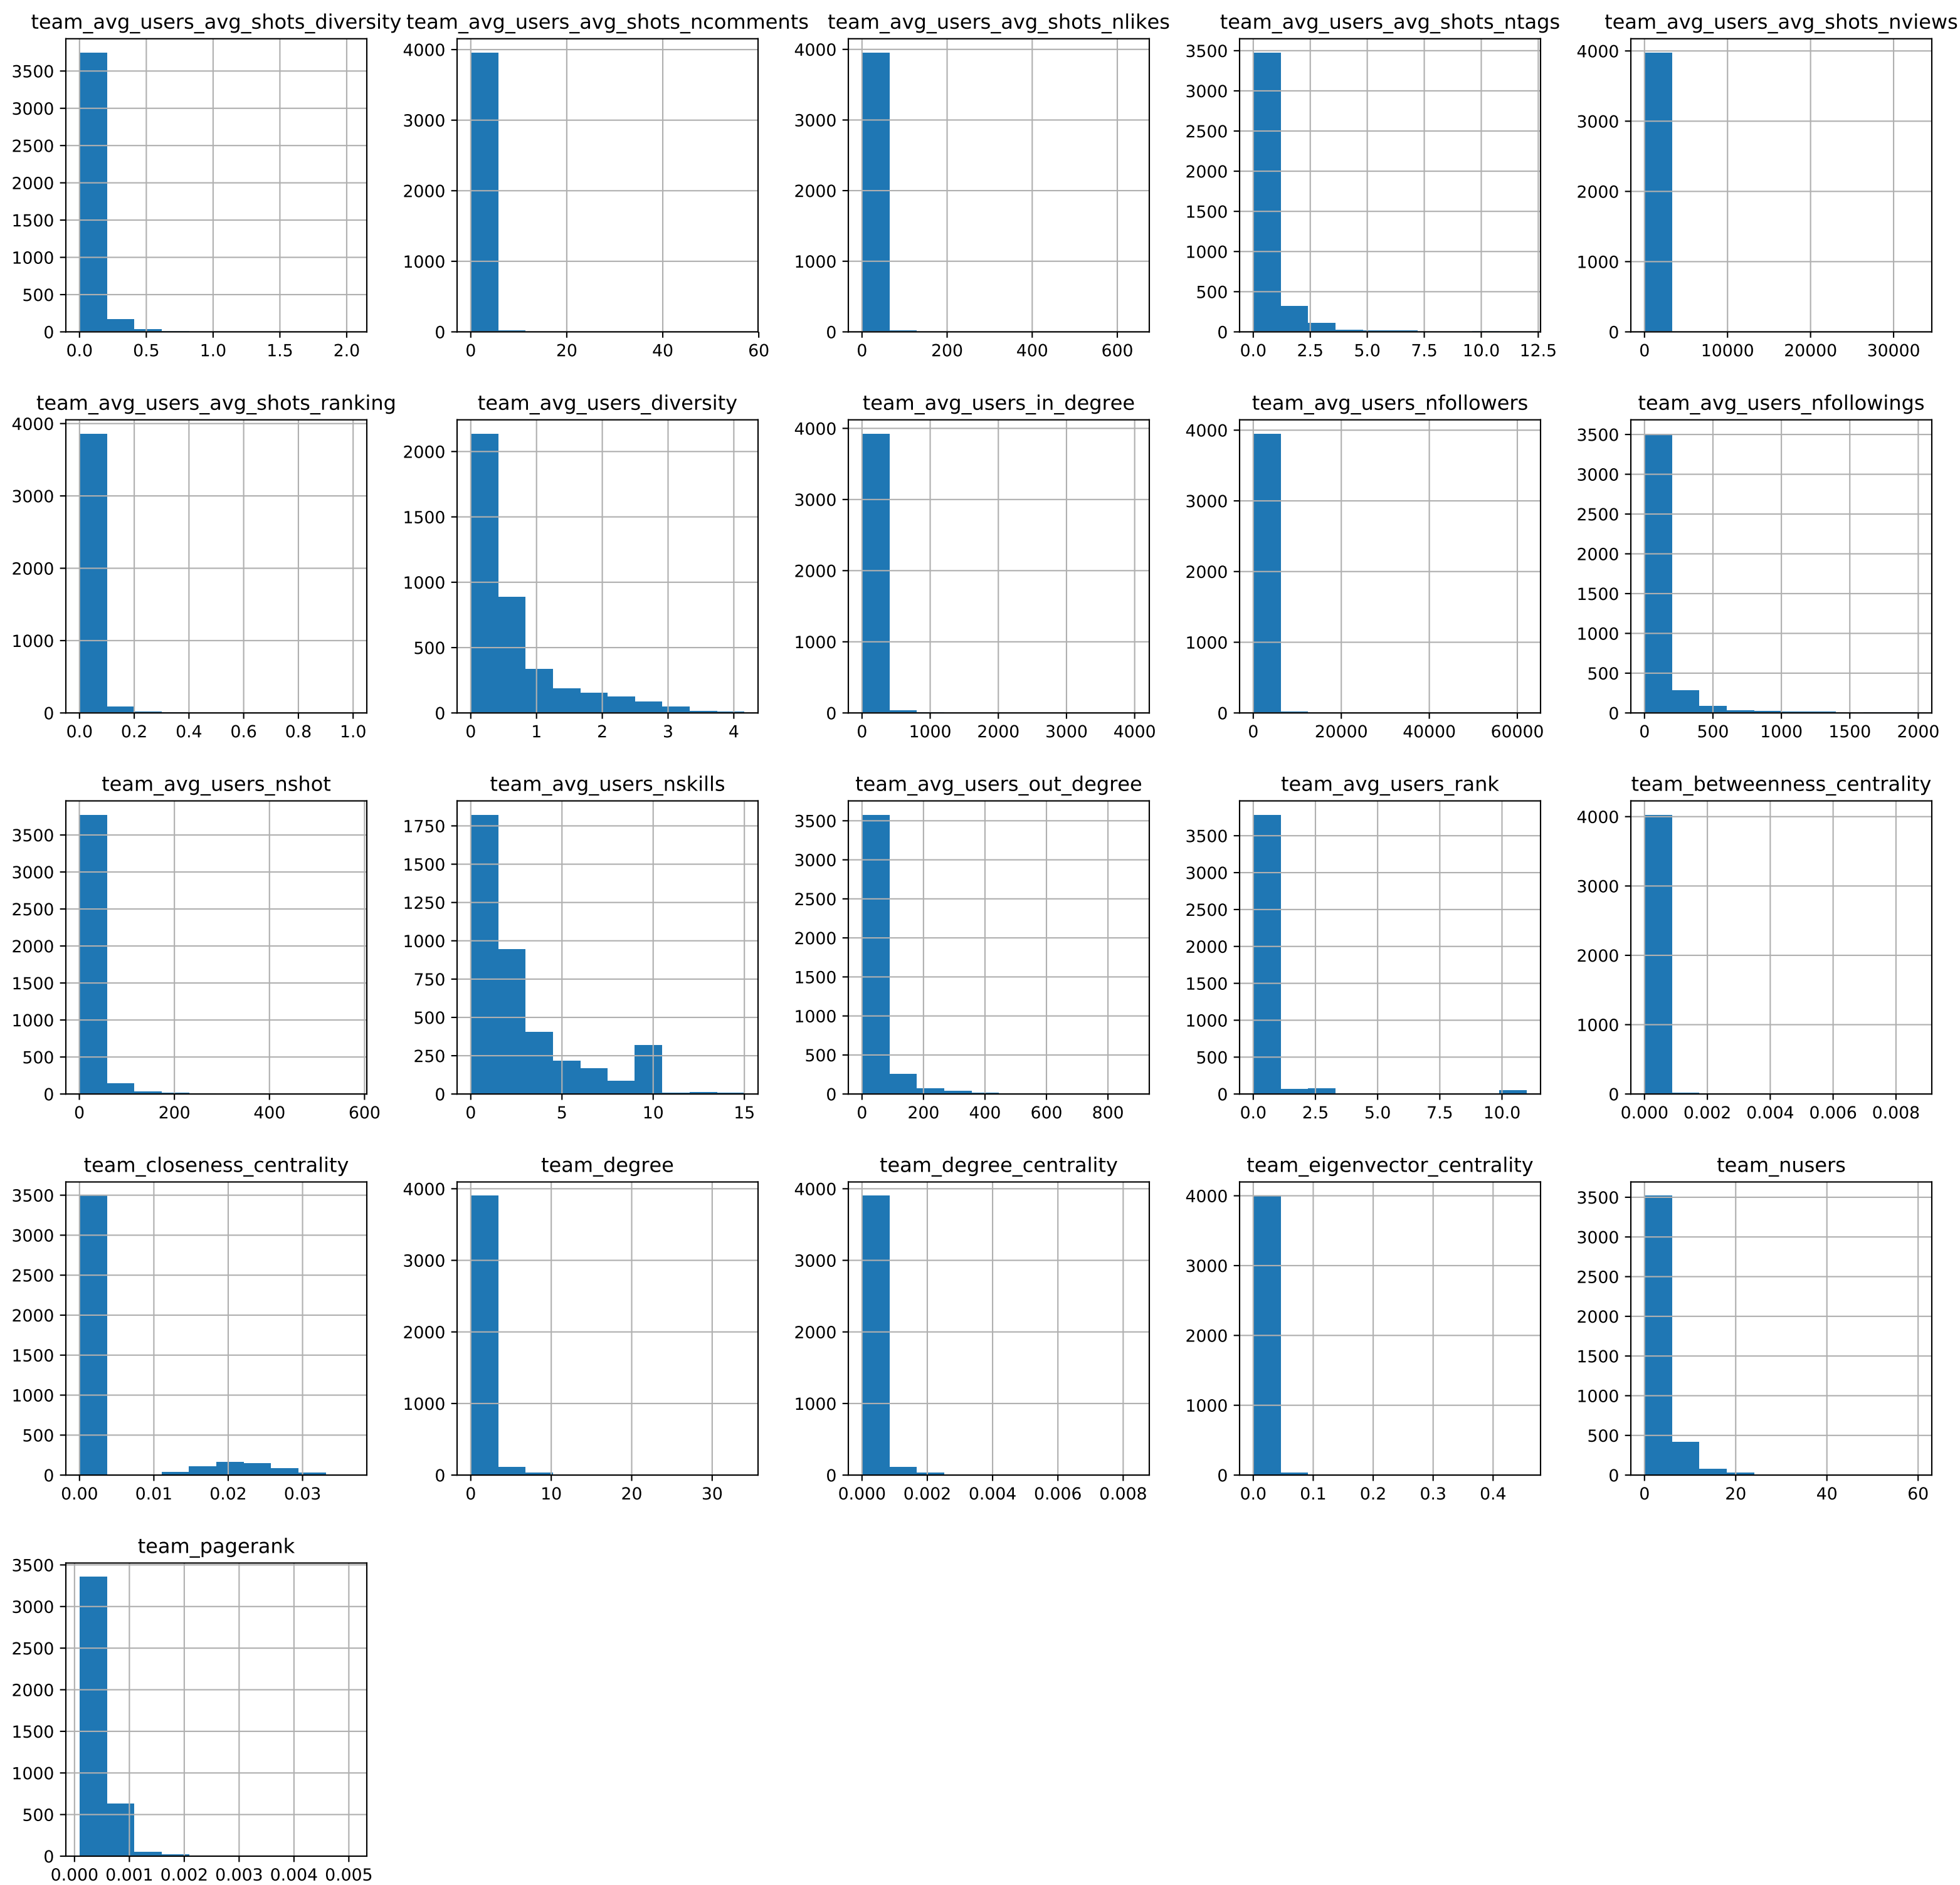 team_avg_users_avg_shots_diversity team_avg_users_avg_shots_ncomments team_avg_users_avg_shots_nlikes team_avg_users_avg_shots_ntags team_avg_users_avg_shots_nviews
3500 3000 2500 2000 1500 1000 500 0
0.0 0.5 1.0 1.5 2.0
4000 3000 2000 1000 0
0 20 40 60
4000 3000 2000 1000 0
0 200 400 600
3500 3000 2500 2000 1500 1000 500 0
0.0 2.5 5.0 7.5 10.0 12.5
4000 3000 2000 1000 0
0 10000 20000 30000
team_avg_users_avg_shots_ranking team_avg_users_diversity team_avg_users_in_degree team_avg_users_nfollowers team_avg_users_nfollowings
4000 3000 2000 1000 0
0.0 0.2 0.4 0.6 0.8 1.0
2000 1500 1000 500 0
0 1 2 3 4
4000 3000 2000 1000 0
0 1000 2000 3000 4000
4000 3000 2000 1000 0
0 20000 40000 60000
3500 3000 2500 2000 1500 1000 500 0
0 500 1000 1500 2000
team_avg_users_nshot team_avg_users_nskills team_avg_users_out_degree team_avg_users_rank team_betweenness_centrality
3500 3000 2500 2000 1500 1000 500 0
0 200 400 600
1750 1500 1250 1000 750 500 250 0
0 5 10 15
3500 3000 2500 2000 1500 1000 500 0
0 200 400 600 800
3500 3000 2500 2000 1500 1000 500 0
0.0 2.5 5.0 7.5 10.0
4000 3000 2000 1000 0
0.000 0.002 0.004 0.006 0.008
team_closeness_centrality team_degree team_degree_centrality team_eigenvector_centrality team_nusers
3500 3000 2500 2000 1500 1000 500 0
0.00 0.01 0.02 0.03
4000 3000 2000 1000 0
0 10 20 30
4000 3000 2000 1000 0
0.000 0.002 0.004 0.006 0.008
4000 3000 2000 1000 0
0.0 0.1 0.2 0.3 0.4
3500 3000 2500 2000 1500 1000 500 0
0 20 40 60
team_pagerank
3500 3000 2500 2000 1500 1000 500 0
0.000 0.001 0.002 0.003 0.004 0.005